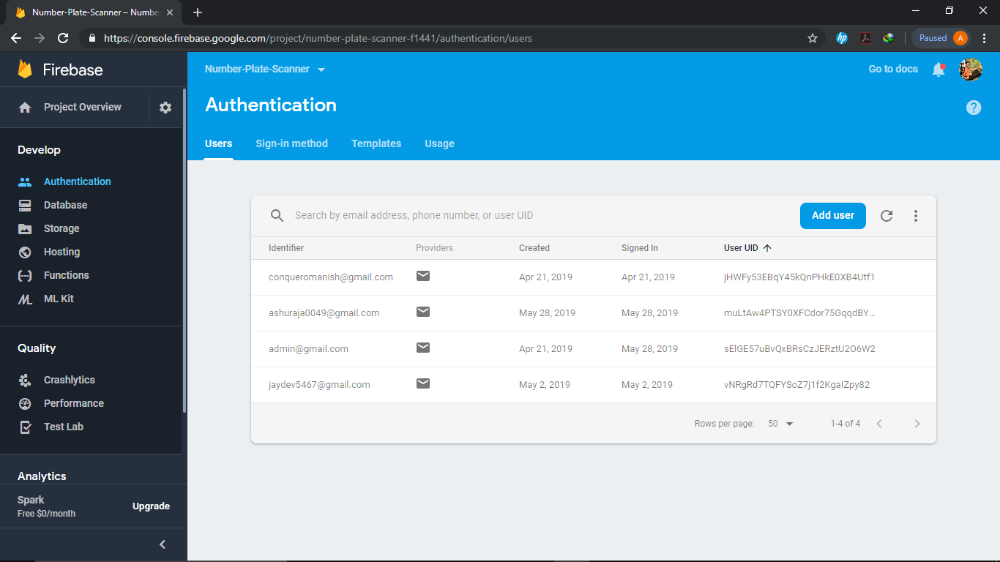 Number-Plate-Scanner – Numbe
https://console.firebase.google.com/project/number-plate-scanner-f1441/authentication/users
Paused A
Firebase
Project Overview
Develop
Authentication
Database
Storage
Hosting
Functions
ML Kit
Quality
Crashlytics
Performance
Test Lab
Analytics
Spark
Free $0/month
Upgrade
Number-Plate-Scanner
Go to docs
Authentication
Users Sign-in method Templates Usage
Search by email address, phone number, or user UID
Add user
Identifier Providers Created Signed In User UID
conqueromanish@gmail.com Apr 21, 2019 Apr 21, 2019 jHWFy53EBqY45kQnPHkE0XB4Utf1
ashuraja0049@gmail.com May 28, 2019 May 28, 2019 muLtAw4PTSY0XFCdor75GqqdBY…
admin@gmail.com Apr 21, 2019 May 28, 2019 sElGE57uBvQxBRsCzJERztU2O6W2
jaydev5467@gmail.com May 2, 2019 May 2, 2019 vNRgRd7TQFYSoZ7j1f2KgaIZpy82
Rows per page: 50 1-4 of 4